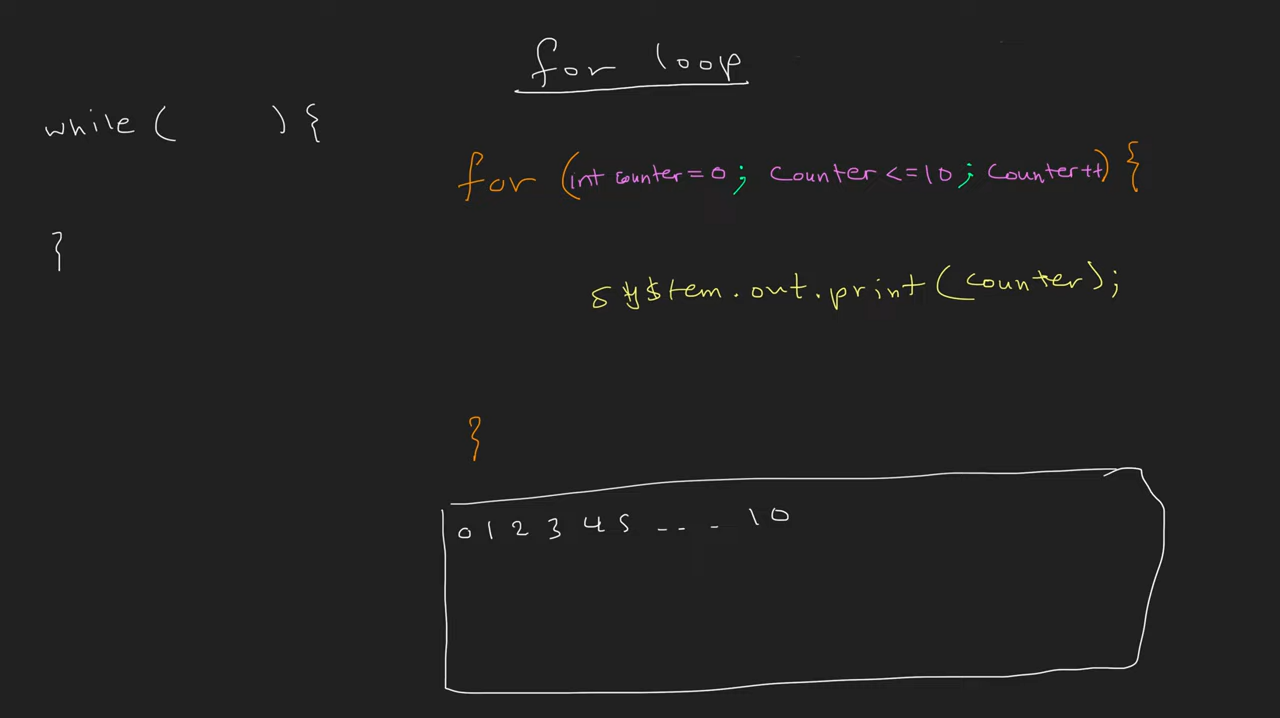 for loop
while ( ) {
for (int counter = 0 ; counter <= 10 ; counter++) {
}
system.out.print(counter);
}
0 1 2 3 4 5 - - - 10